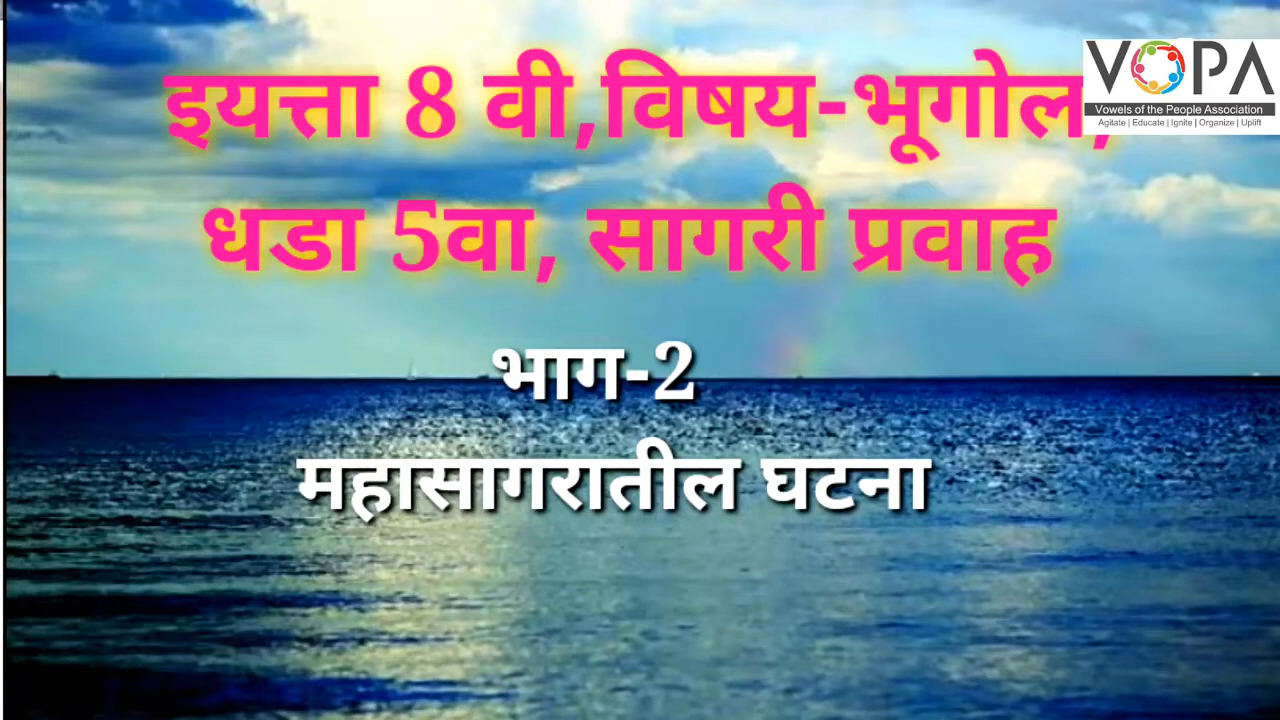 इयत्ता 8 वी,विषय-भूगोल,
VOPA
Vowels of the People Association
Agitate | Educate | Ignite | Organize | Uplift
धडा 5वा, सागरी प्रवाह
भाग-2
महासागरातील घटना